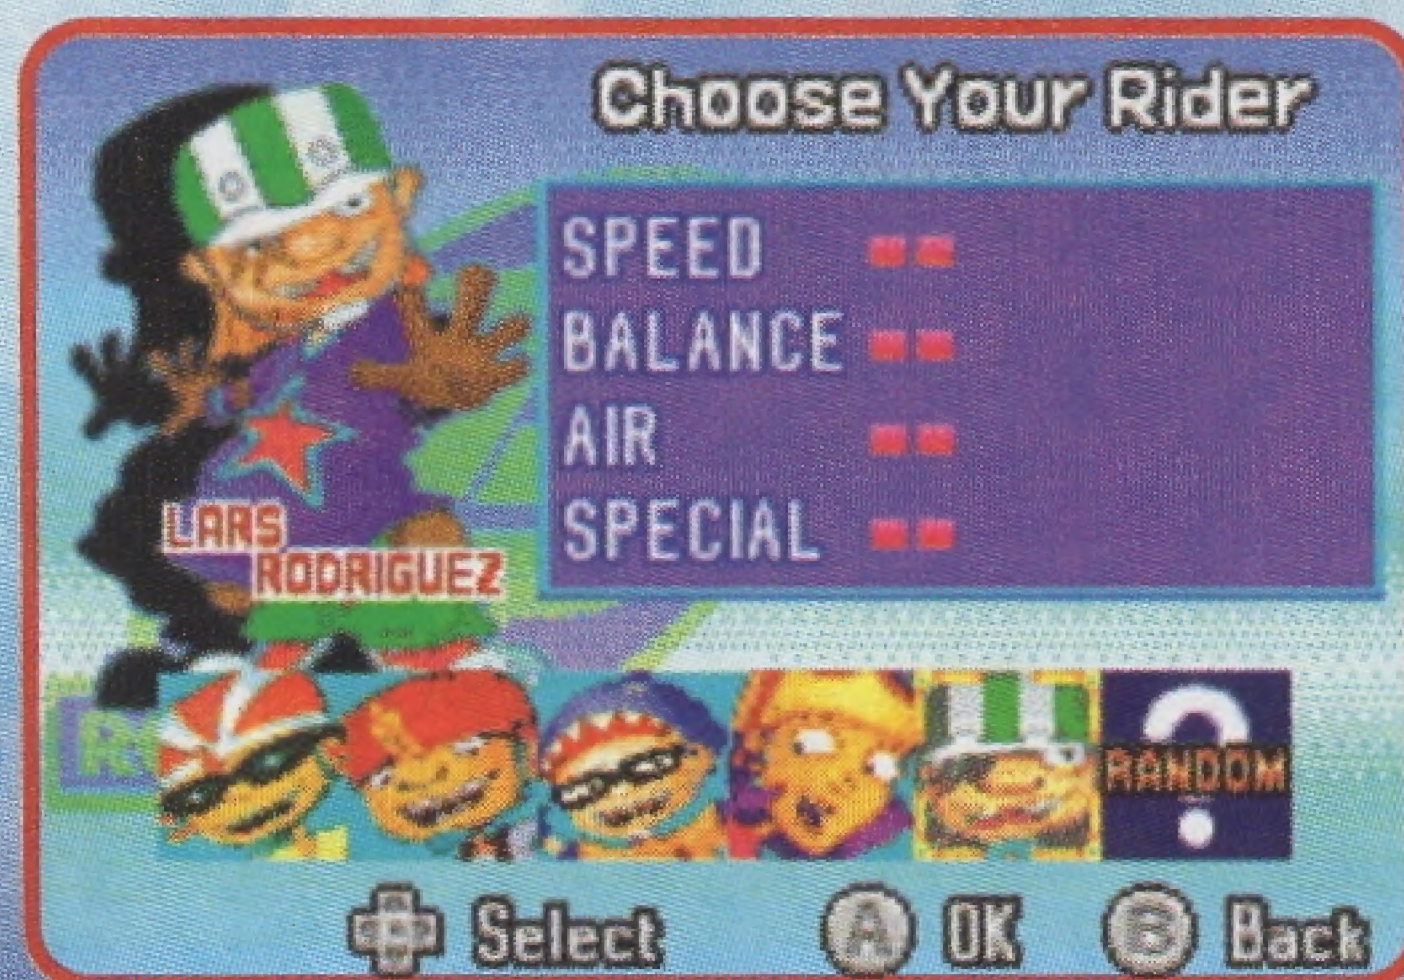 Choose Your Rider
SPEED
BALANCE
AIR
SPECIAL
LARS
RODRIGUEZ
RANDOM
Select
A OK
B Back